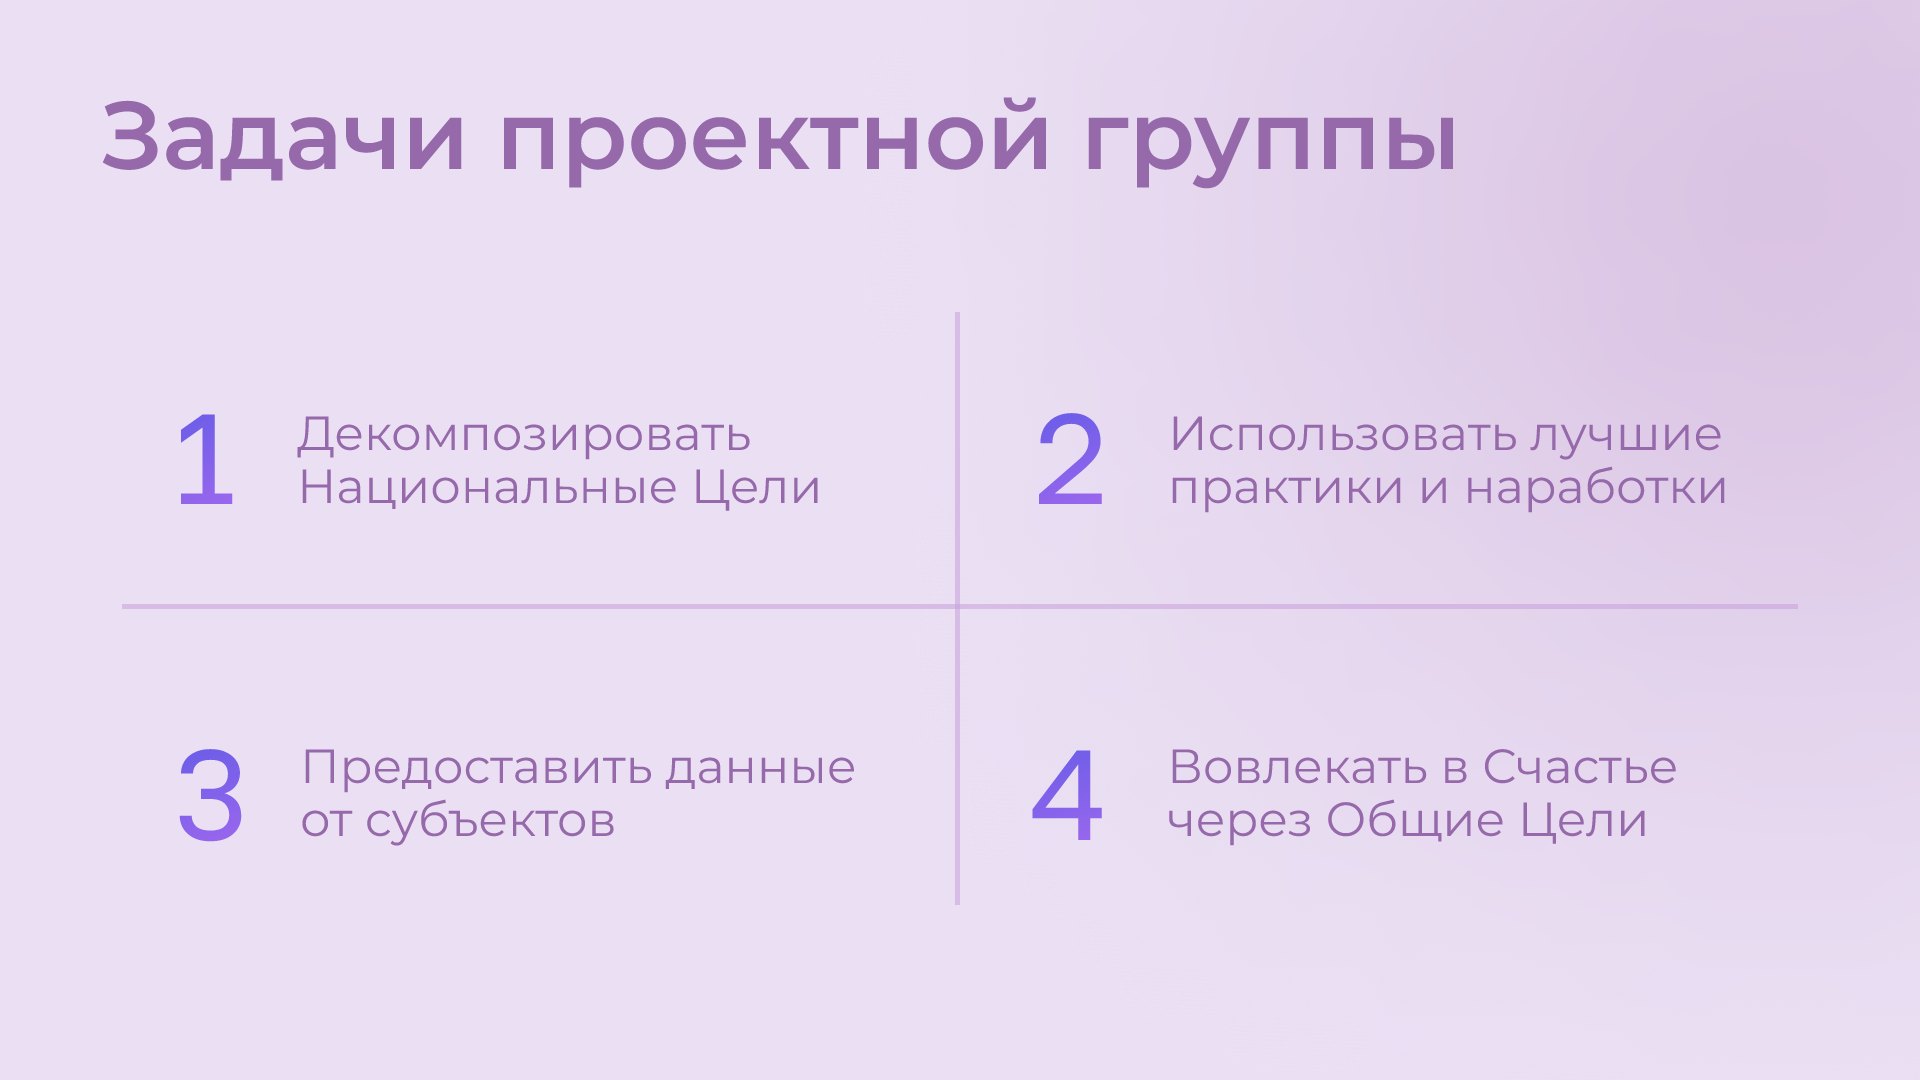 Задачи проектной группы
1
Декомпозировать
Национальные Цели
2
Использовать лучшие
практики и наработки
3
Предоставить данные
от субъектов
4
Вовлекать в Счастье
через Общие Цели